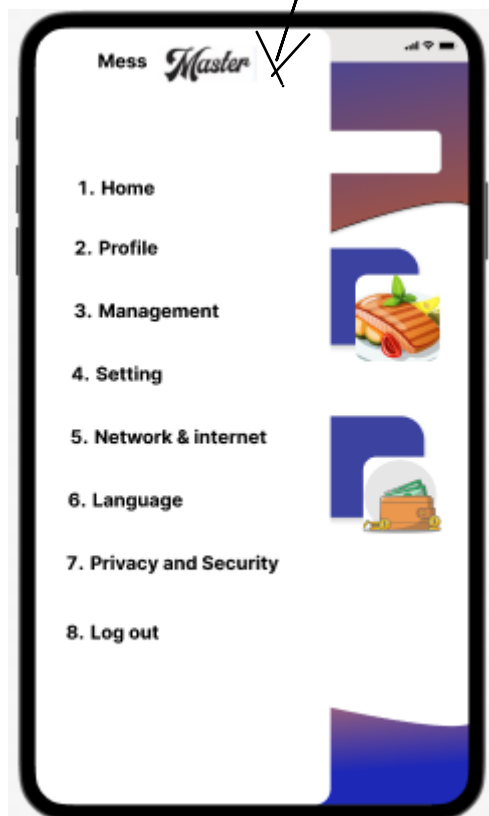 Mess Master
1. Home
2. Profile
3. Management
4. Setting
5. Network & internet
6. Language
7. Privacy and Security
8. Log out